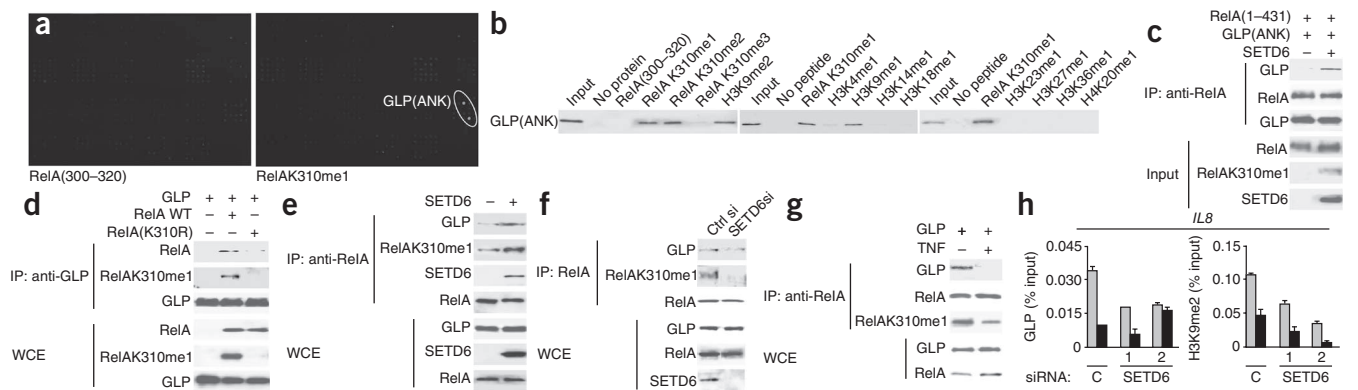 a
GLP(ANK)
RelA(300–320)
RelAK310me1
b
Input
No protein
RelA(300–320)
RelA K310me1
RelA K310me2
RelA K310me3
H3K9me2
Input
No peptide
RelA K310me1
H3K4me1
H3K9me1
H3K14me1
H3K18me1
Input
No peptide
RelA K310me1
H3K23me1
H3K27me1
H3K36me1
H4K20me1
GLP(ANK)
c
RelA(1–431) + +
GLP(ANK) + +
SETD6 – +
IP: anti-RelA
GLP
RelA
GLP
Input
RelA
RelAK310me1
SETD6
d
GLP + + +
RelA WT – + –
RelA(K310R) – – +
IP: anti-GLP
RelA
RelAK310me1
GLP
WCE
RelA
RelAK310me1
GLP
e
SETD6 – +
IP: anti-RelA
GLP
RelAK310me1
SETD6
RelA
WCE
GLP
SETD6
RelA
f
Ctrl si
SETD6si
IP: RelA
GLP
RelAK310me1
RelA
WCE
GLP
RelA
SETD6
g
GLP + +
TNF – +
IP: anti-RelA
GLP
RelA
RelAK310me1
WCE
GLP
RelA
h
IL8
GLP (% input)
0.045
0.030
0.015
0
H3K9me2 (% input)
0.15
0.10
0.05
0
1 2
1 2
siRNA: C SETD6
C SETD6